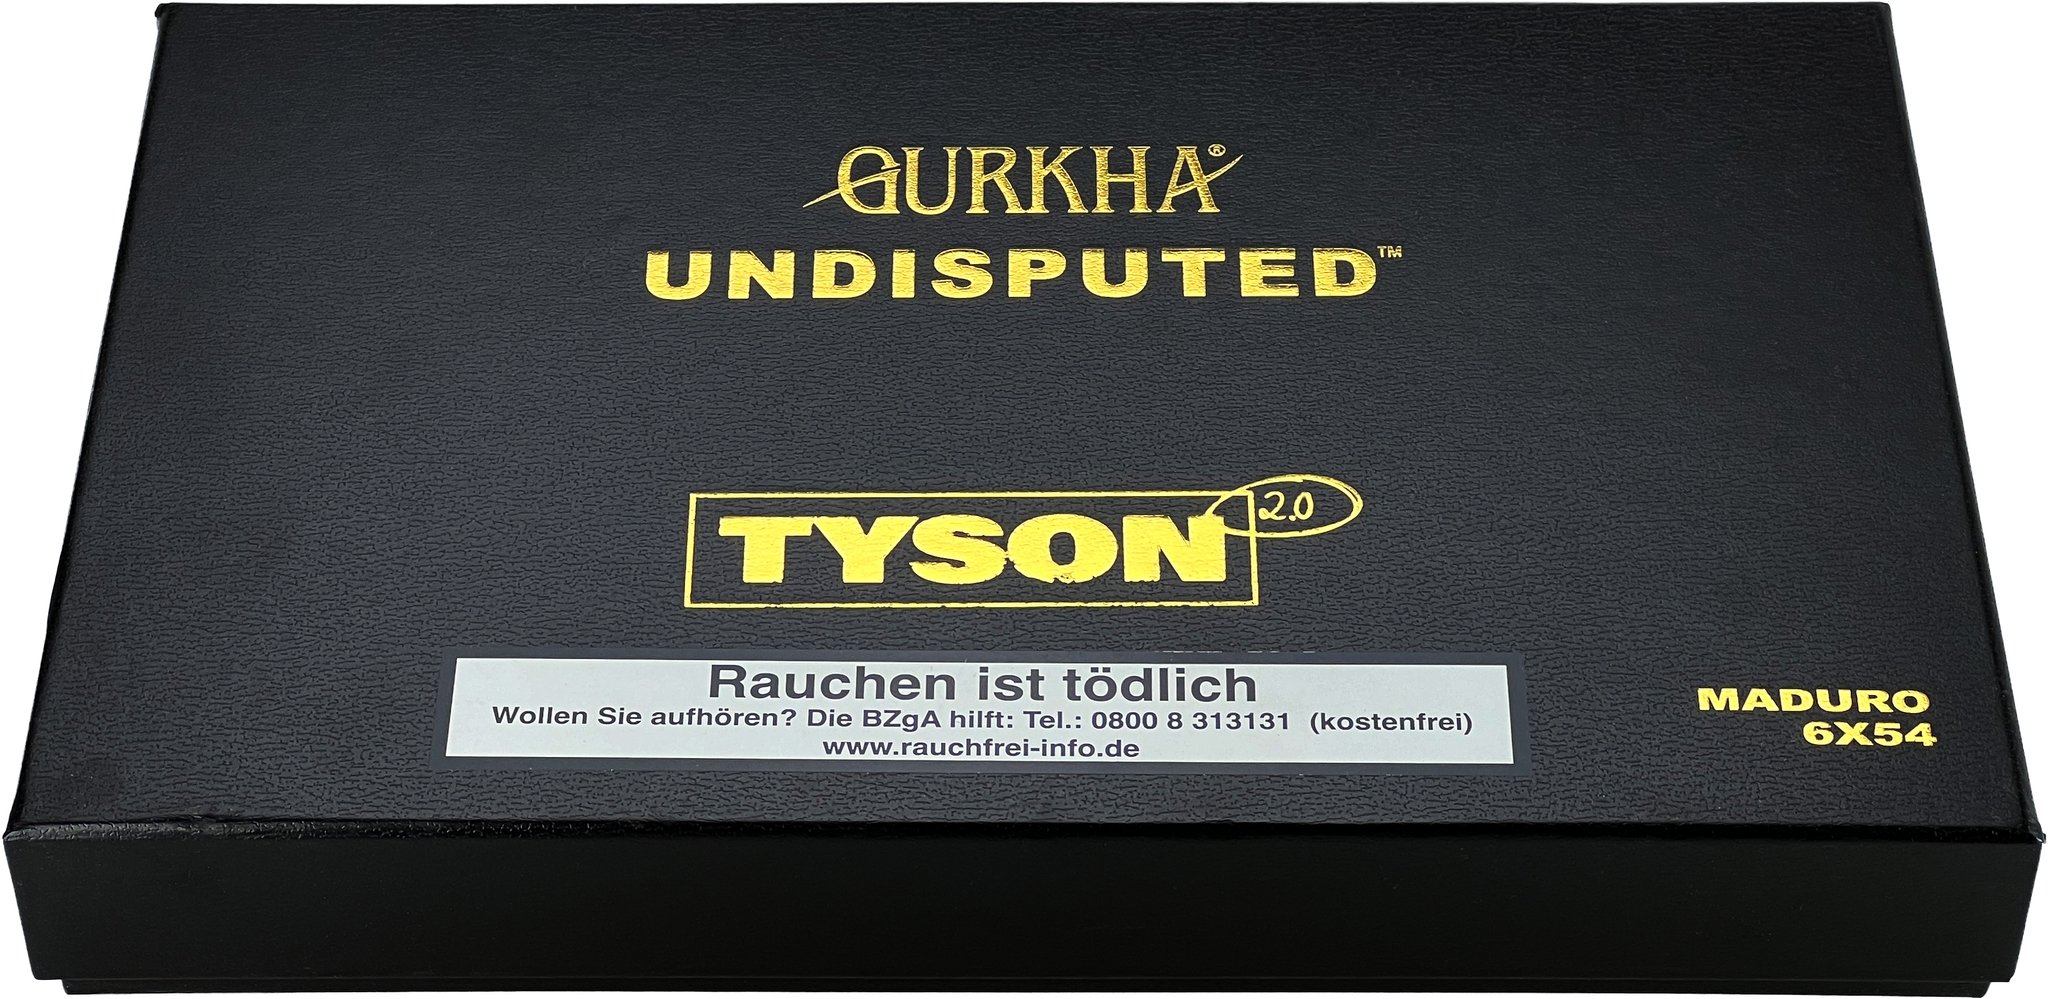 GURKHA®
UNDISPUTED™
TYSON 2.0
Rauchen ist tödlich
Wollen Sie aufhören? Die BZgA hilft: Tel.: 0800 8 313131 (kostenfrei)
www.rauchfrei-info.de
MADURO
6X54